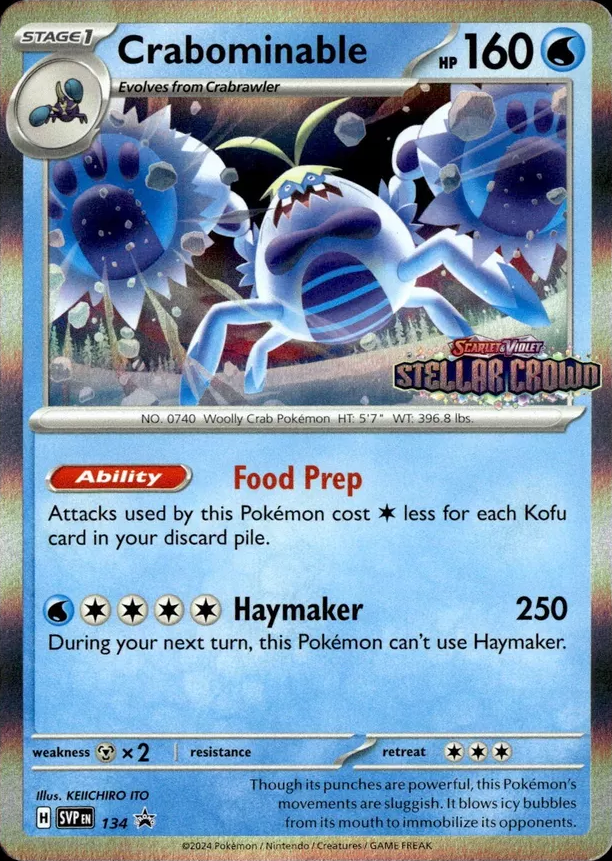 STAGE 1
Crabominable
HP 160
Evolves from Crabrawler
SCARLET & VIOLET
STELLAR CROWN
NO. 0740 Woolly Crab Pokémon HT: 5'7" WT: 396.8 lbs.
Ability Food Prep
Attacks used by this Pokémon cost less for each Kofu
card in your discard pile.
Haymaker 250
During your next turn, this Pokémon can't use Haymaker.
weakness ×2 resistance retreat
Illus. KEIICHIRO ITO
Though its punches are powerful, this Pokémon's
movements are sluggish. It blows icy bubbles
from its mouth to immobilize its opponents.
H SVP EN 134
©2024 Pokémon / Nintendo / Creatures / GAME FREAK